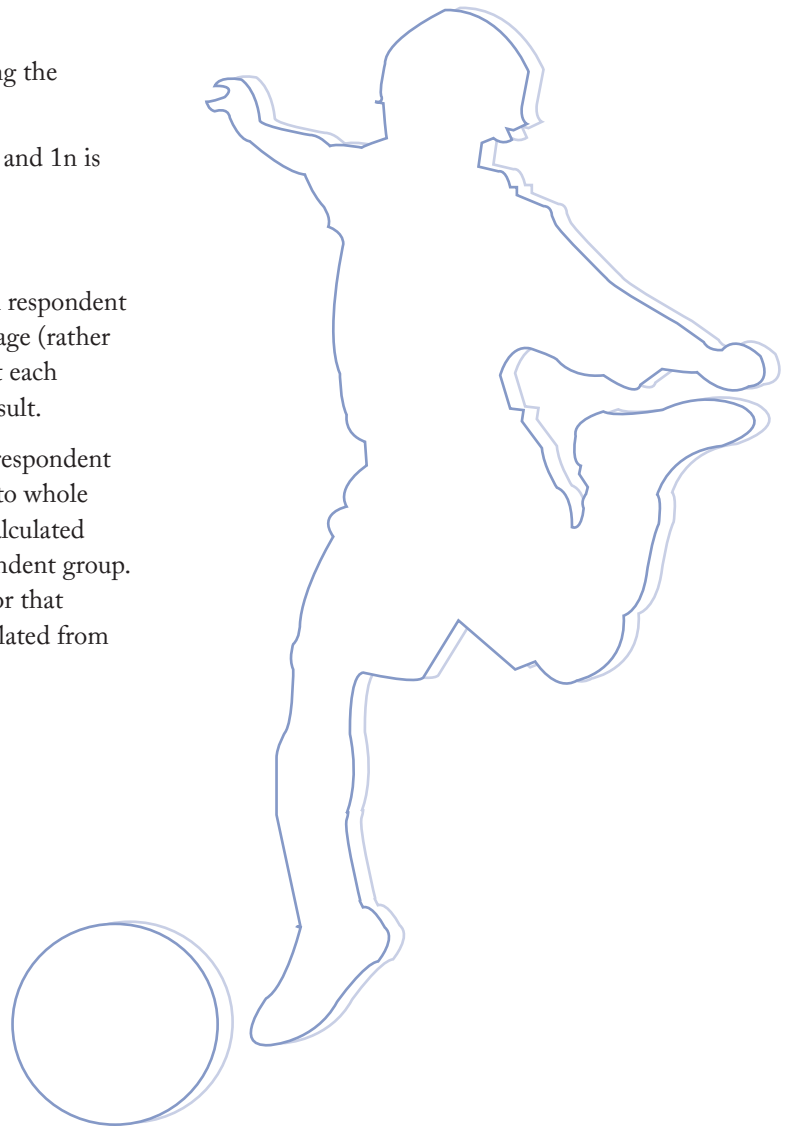 ng the
and 1n is
respondent
age (rather
each
sult.
respondent
to whole
lculated
ndent group.
or that
lated from